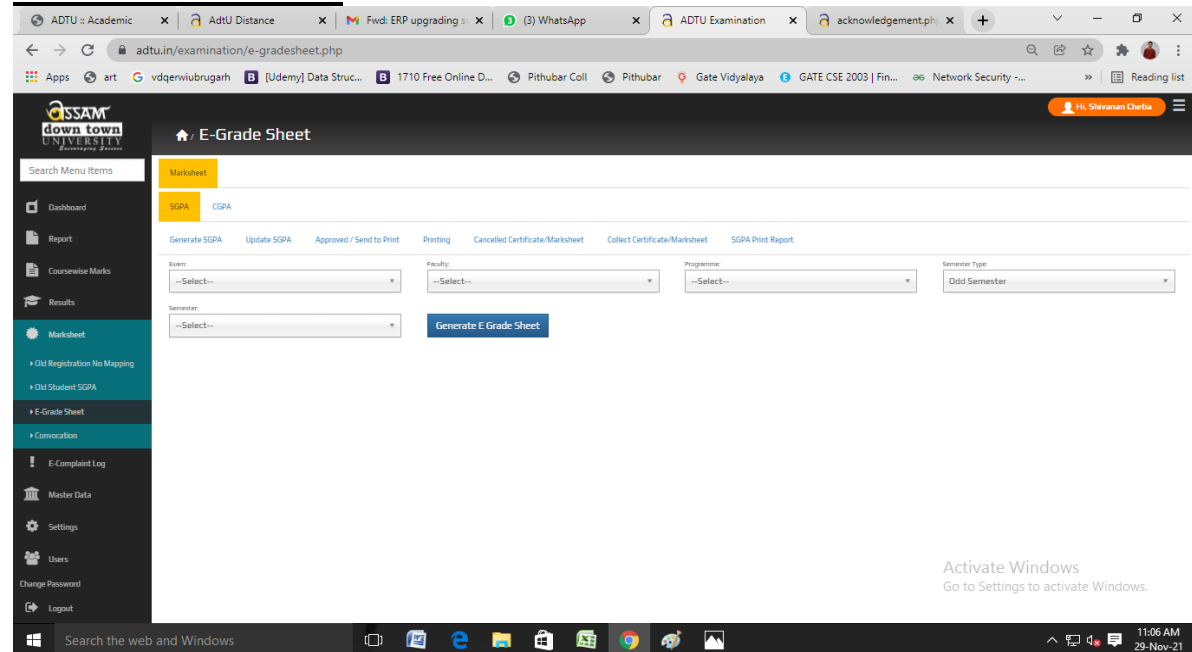 ADTU :: Academic
AdtU Distance
Fwd: ERP upgrading s
(3) WhatsApp
ADTU Examination
acknowledgement.ph
adtu.in/examination/e-gradesheet.php
Apps
art
vdqerwiubrugarh
[Udemy] Data Struc...
1710 Free Online D...
Pithubar Coll
Pithubar
Gate Vidyalaya
GATE CSE 2003 | Fin...
Network Security -...
»
Reading list
assam
down town
UNIVERSITY
Hi, Shivanan Chetia
/ E-Grade Sheet
Search Menu Items
Dashboard
Report
Coursewise Marks
Results
Marksheet
Old Registration No Mapping
Old Student SGPA
E-Grade Sheet
Convocation
E-Complaint Log
Master Data
Settings
Users
Change Password
Logout
Marksheet
SGPA CGPA
Generate SGPA Update SGPA Approved / Send to Print Printing Cancelled Certificate/Marksheet Collect Certificate/Marksheet SGPA Print Report
Exam: Faculty: Programme: Semester Type:
--Select-- --Select-- --Select-- Odd Semester
Semester:
--Select-- Generate E Grade Sheet
Activate Windows
Go to Settings to activate Windows.
Search the web and Windows
11:06 AM
29-Nov-21